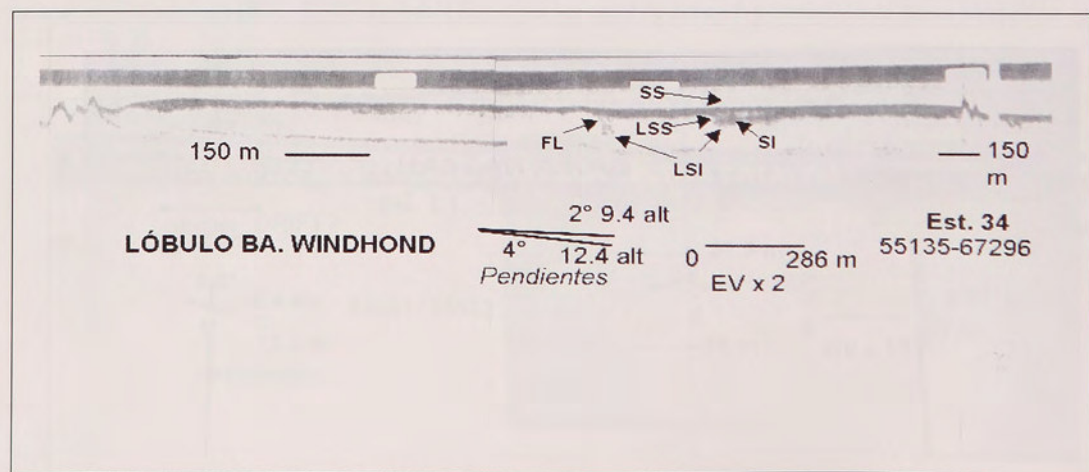 SS
FL
LSS
SI
LSI
150 m
150
m
LÓBULO BA. WINDHOND
2° 9.4 alt
4° 12.4 alt
Pendientes
0 286 m
EV x 2
Est. 34
55135-67296